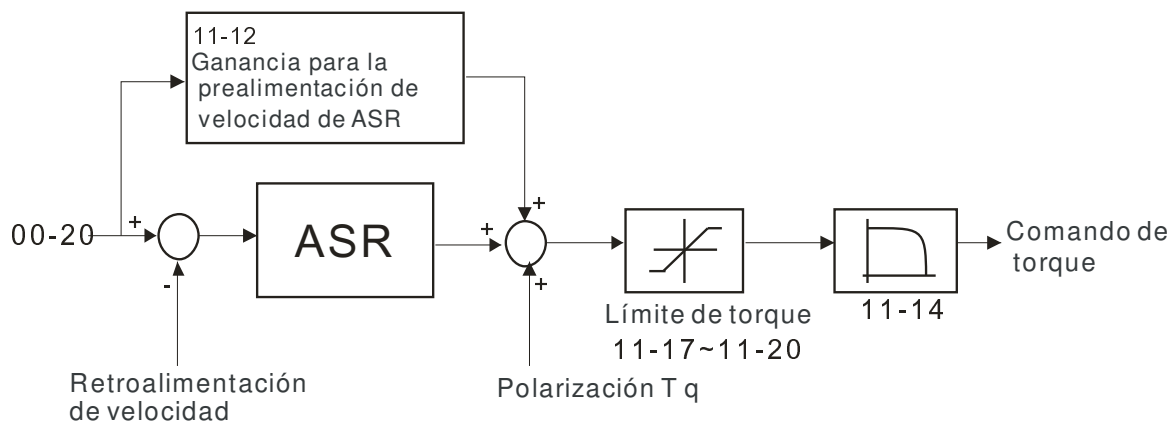 11-12
Ganancia para la
prealimentación de
velocidad de ASR
00-20
+
-
ASR
+
+
+
Retroalimentación
de velocidad
Polarización T q
Límite de torque
11-17~11-20
11-14
Comando de
torque